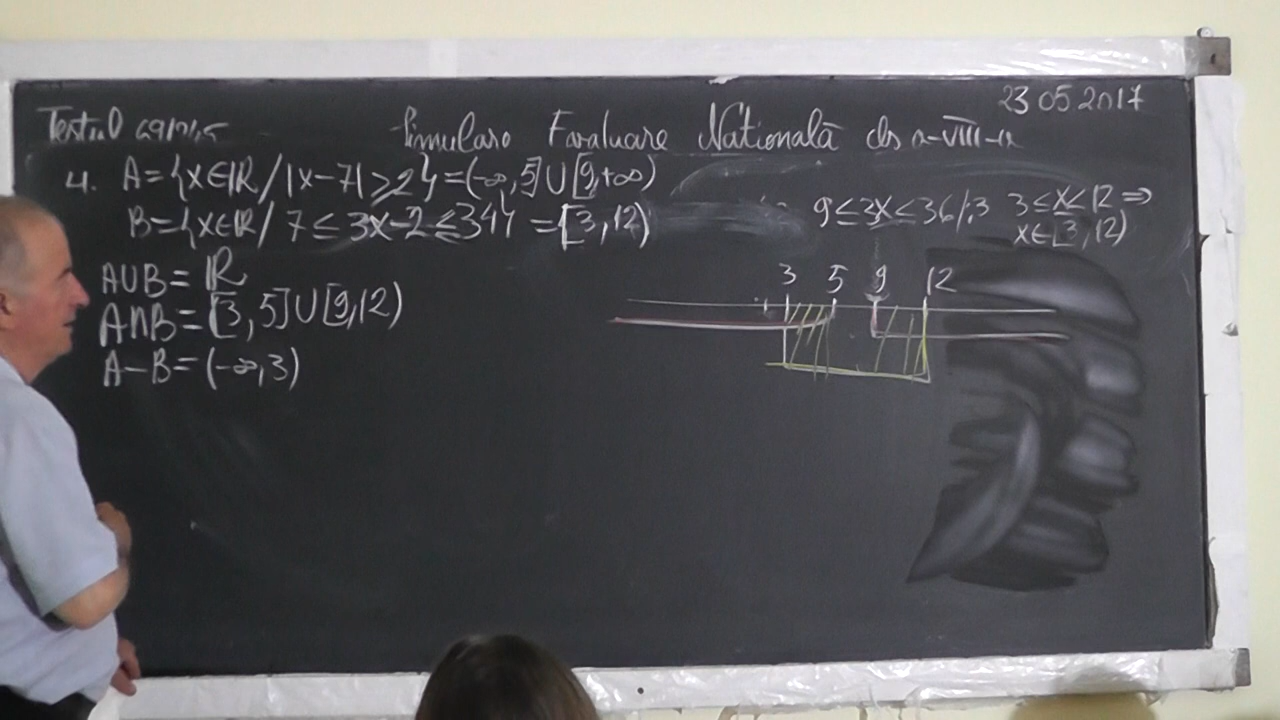 23 05 2017
Testul Simulare Evaluare Natională cls a-VIII-a
4. A={x∈ℝ/|x-7|≥2}=(-∞,5]∪[9,+∞)
B={x∈ℝ/ 7≤3x-2≤34} =[3,12)
9≤3x≤36/:3 3≤x<12 ⇒
x∈[3,12)
A∪B= ℝ
A∩B=[3,5]∪[9,12)
A-B=(-∞,3)
3 5 9 12